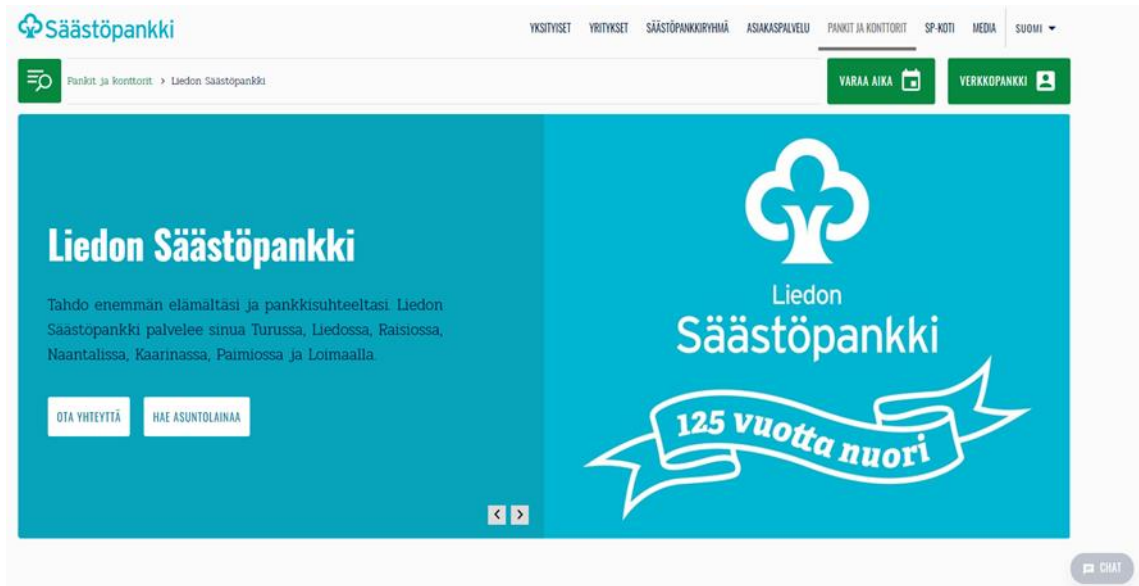 Säästöpankki
YKSITYISET YRITYKSET SÄÄSTÖPANKKIRYHMÄ ASIAKASPALVELU PANKIT JA KONTTORIT SP-KOTI MEDIA SUOMI
Pankit ja konttorit > Liedon Säästöpankki
VARAA AIKA
VERKKOPANKKI
Liedon Säästöpankki
Tahdo enemmän elämältäsi ja pankkisuhteeltasi. Liedon
Säästöpankki palvelee sinua Turussa, Liedossa, Raisiossa,
Naantalissa, Kaarinassa, Paimiossa ja Loimaalla.
OTA YHTEYTTÄ HAE ASUNTOLAINAA
Liedon
Säästöpankki
125 vuotta nuori
CHAT